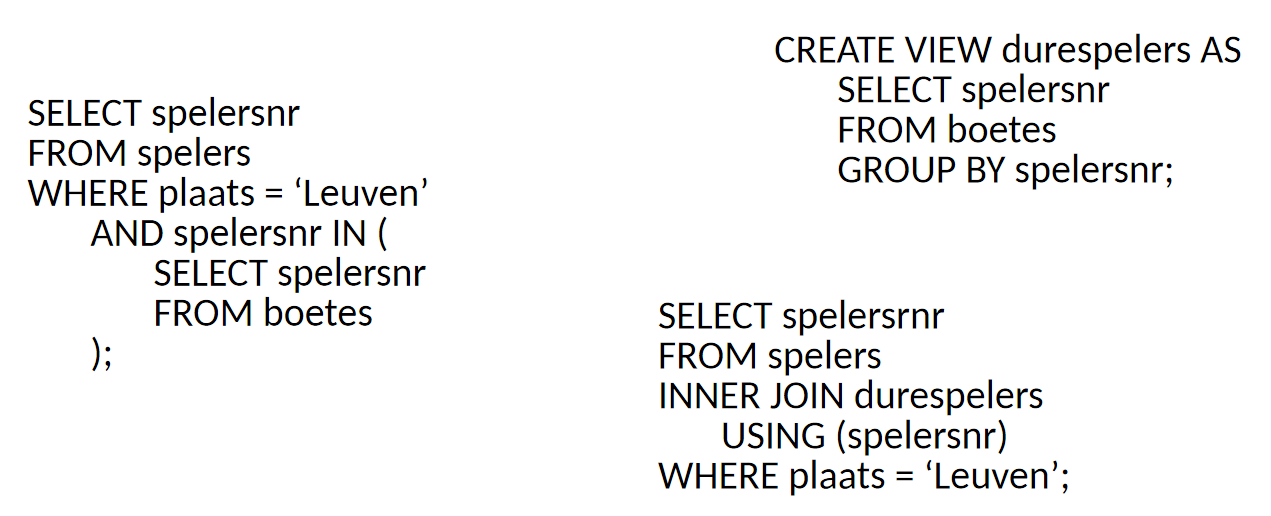 SELECT spelersnr
FROM spelers
WHERE plaats = ‘Leuven’
AND spelersnr IN (
SELECT spelersnr
FROM boetes
);
CREATE VIEW durespelers AS
SELECT spelersnr
FROM boetes
GROUP BY spelersnr;
SELECT spelersrnr
FROM spelers
INNER JOIN durespelers
USING (spelersnr)
WHERE plaats = ‘Leuven’;